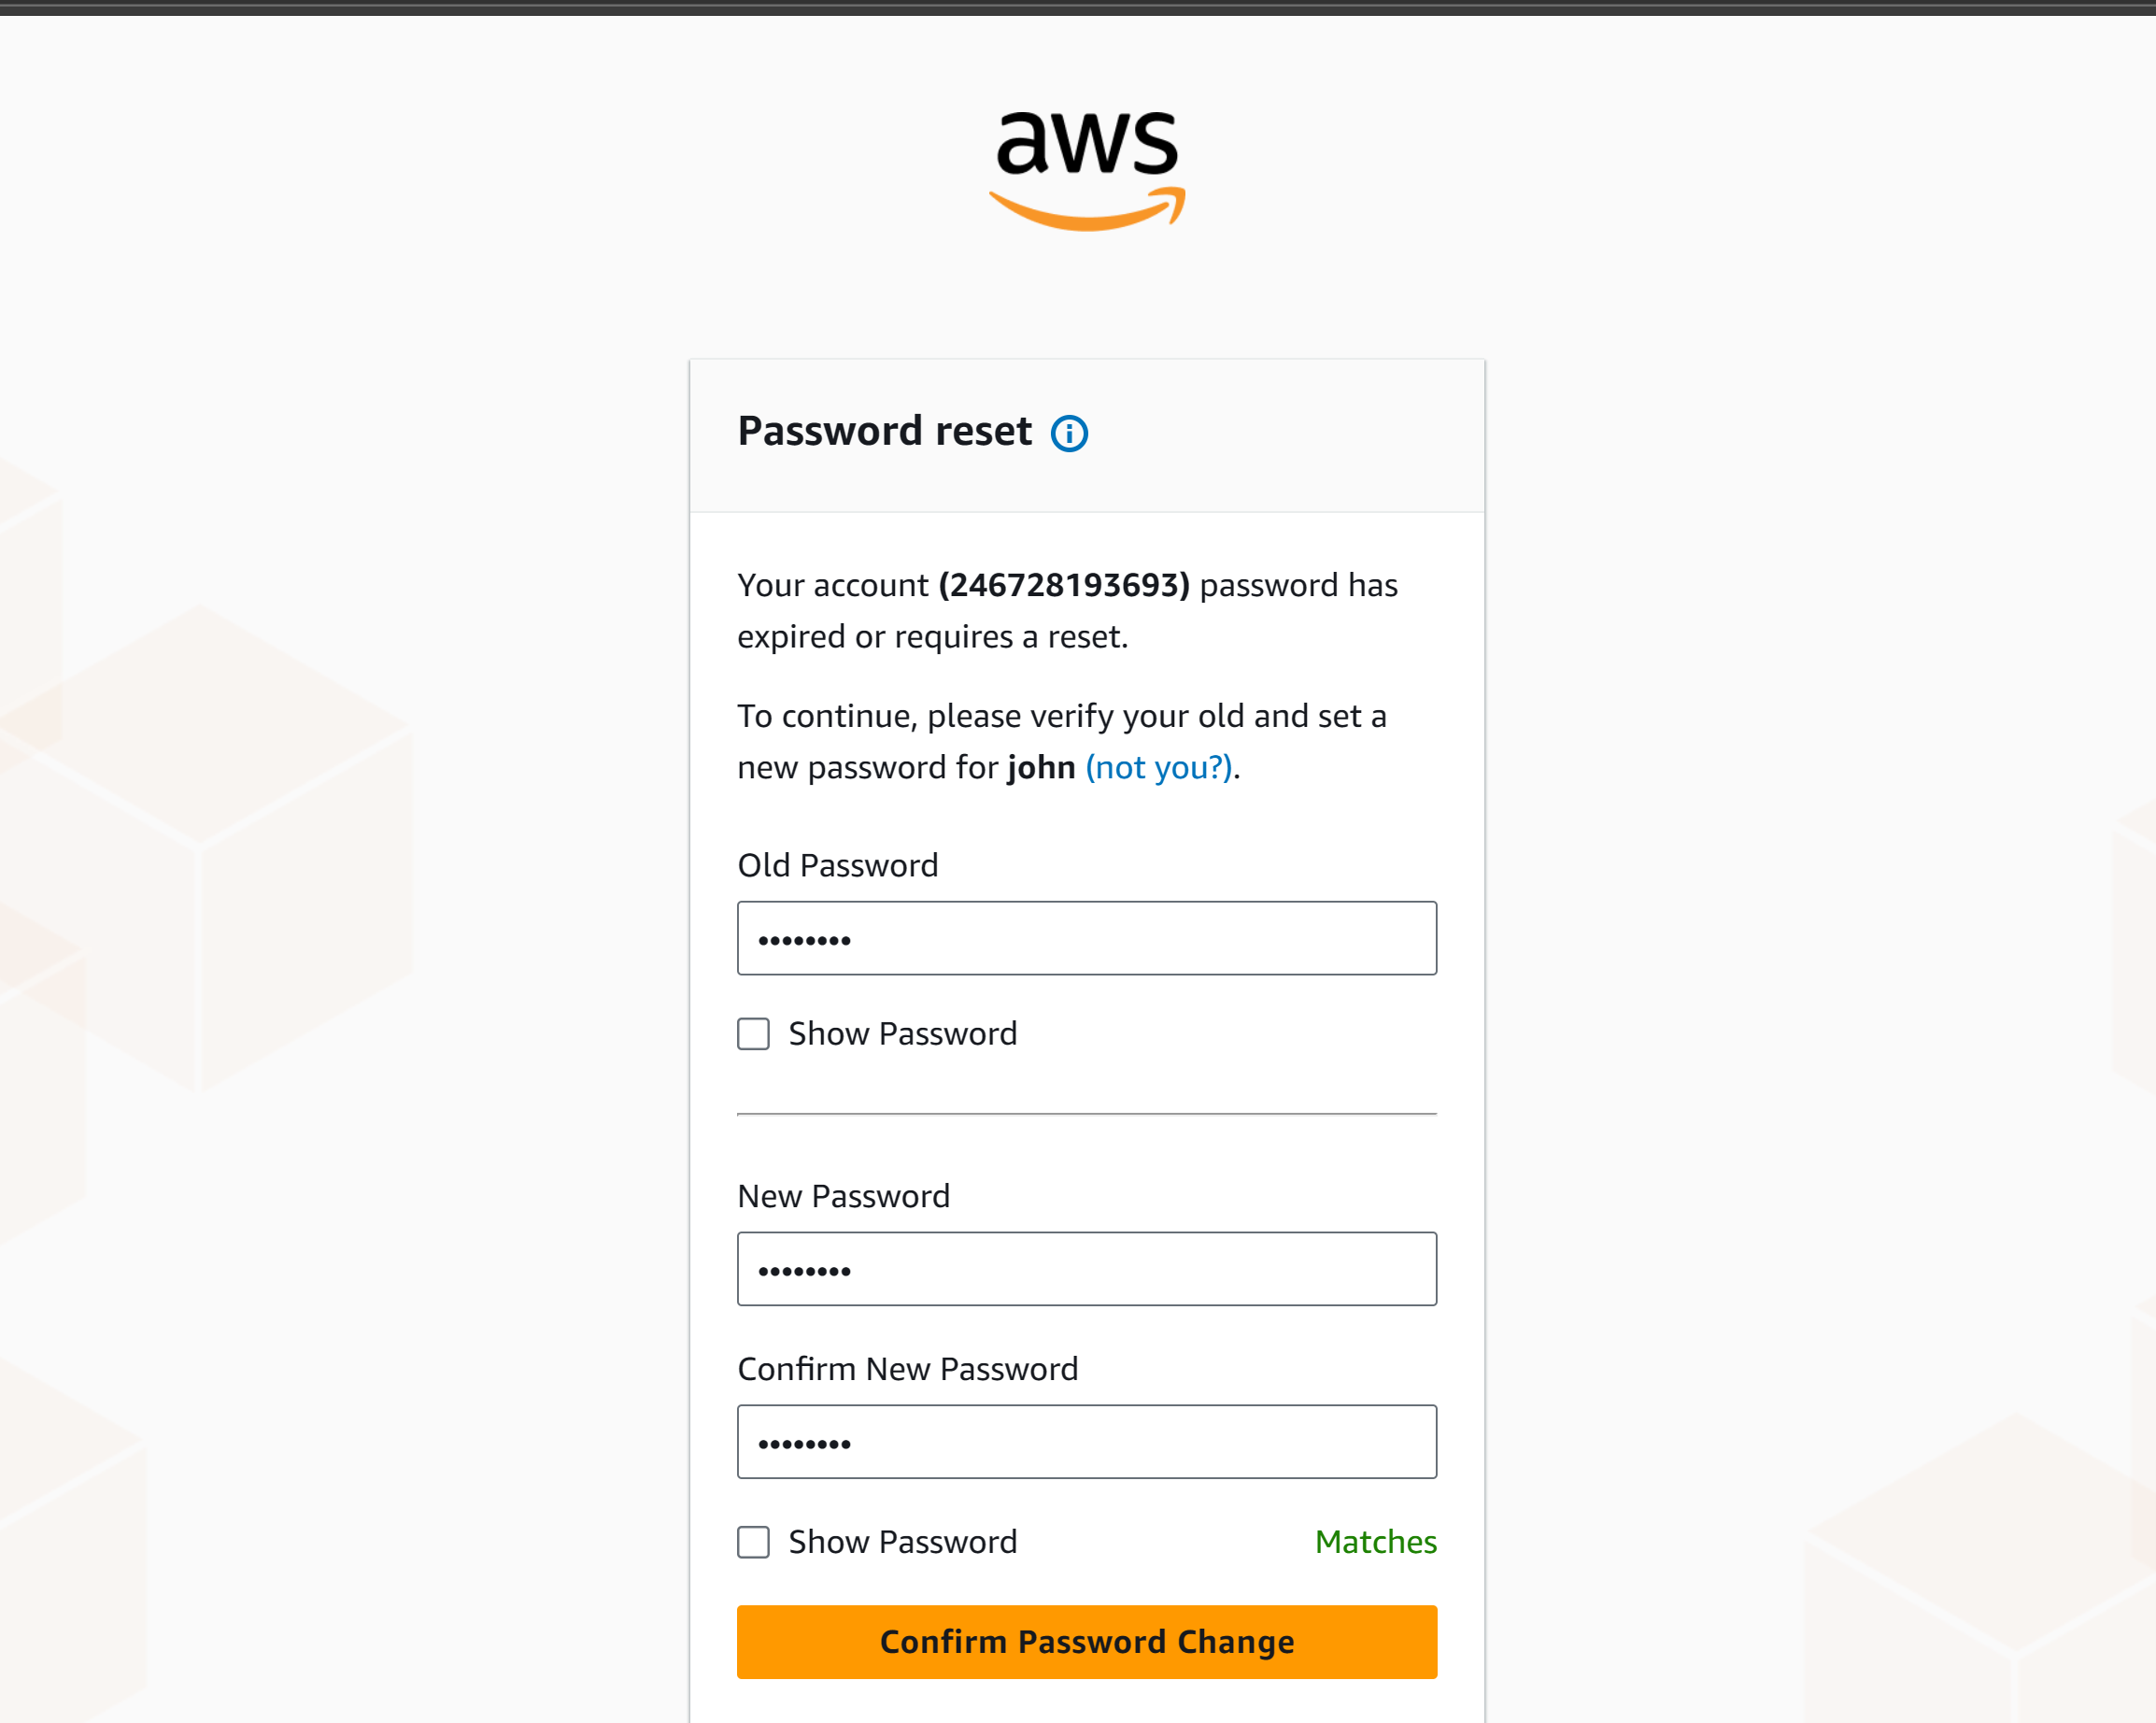 aws
Password reset
Your account (246728193693) password has
expired or requires a reset.
To continue, please verify your old and set a
new password for john (not you?).
Old Password
••••••••
Show Password
New Password
••••••••
Confirm New Password
••••••••
Show Password Matches
Confirm Password Change